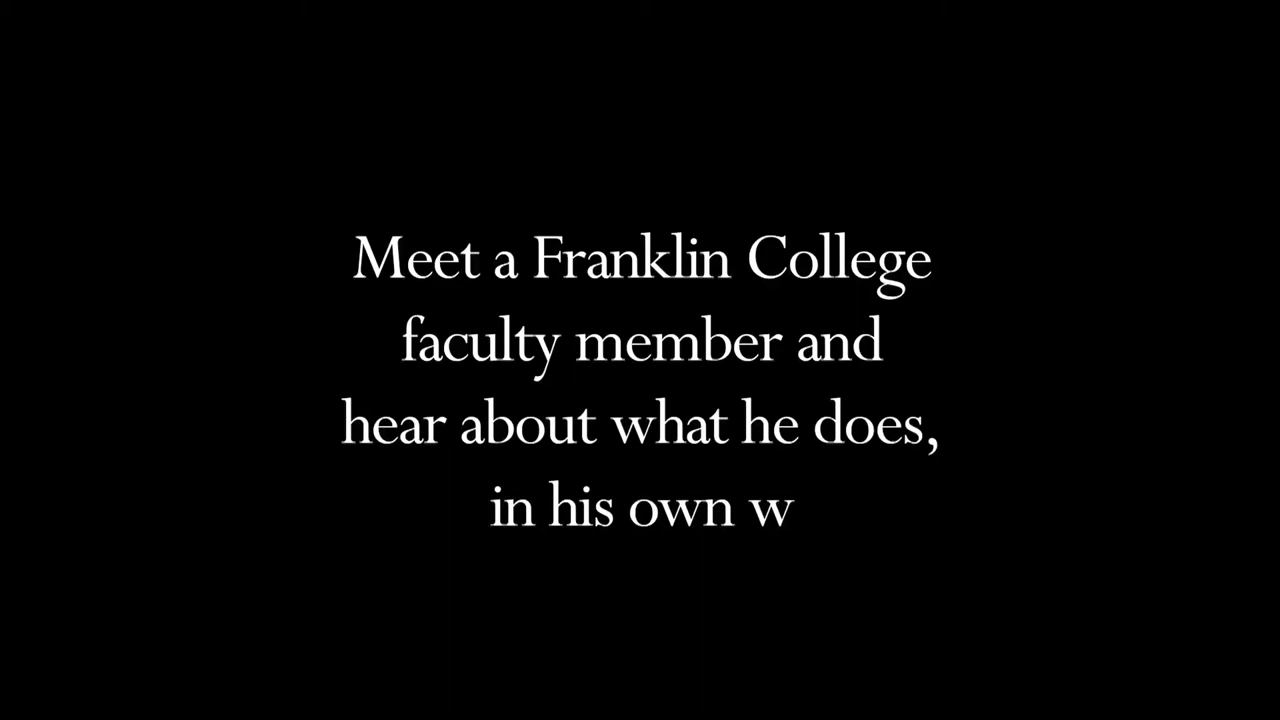 Meet a Franklin College
faculty member and
hear about what he does,
in his own w